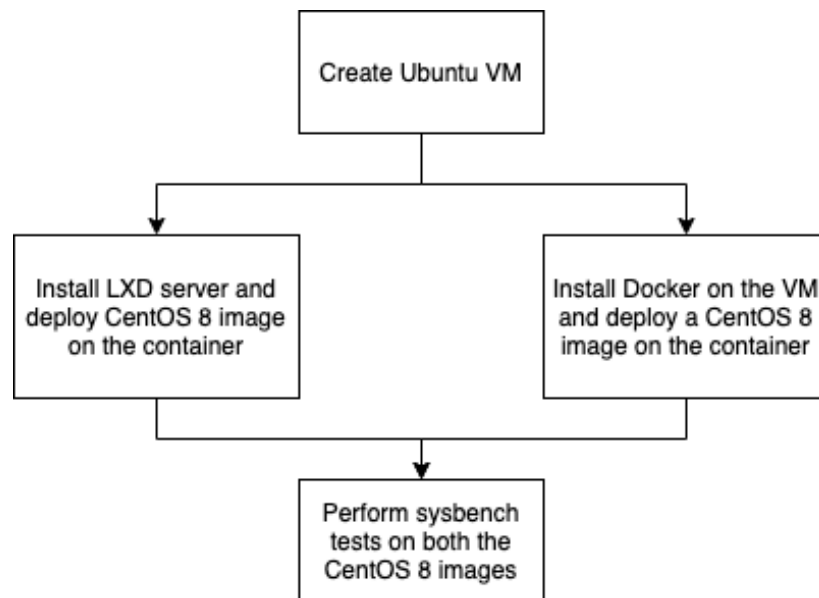 Create Ubuntu VM
Install LXD server and
deploy CentOS 8 image
on the container
Install Docker on the VM
and deploy a CentOS 8
image on the container
Perform sysbench
tests on both the
CentOS 8 images